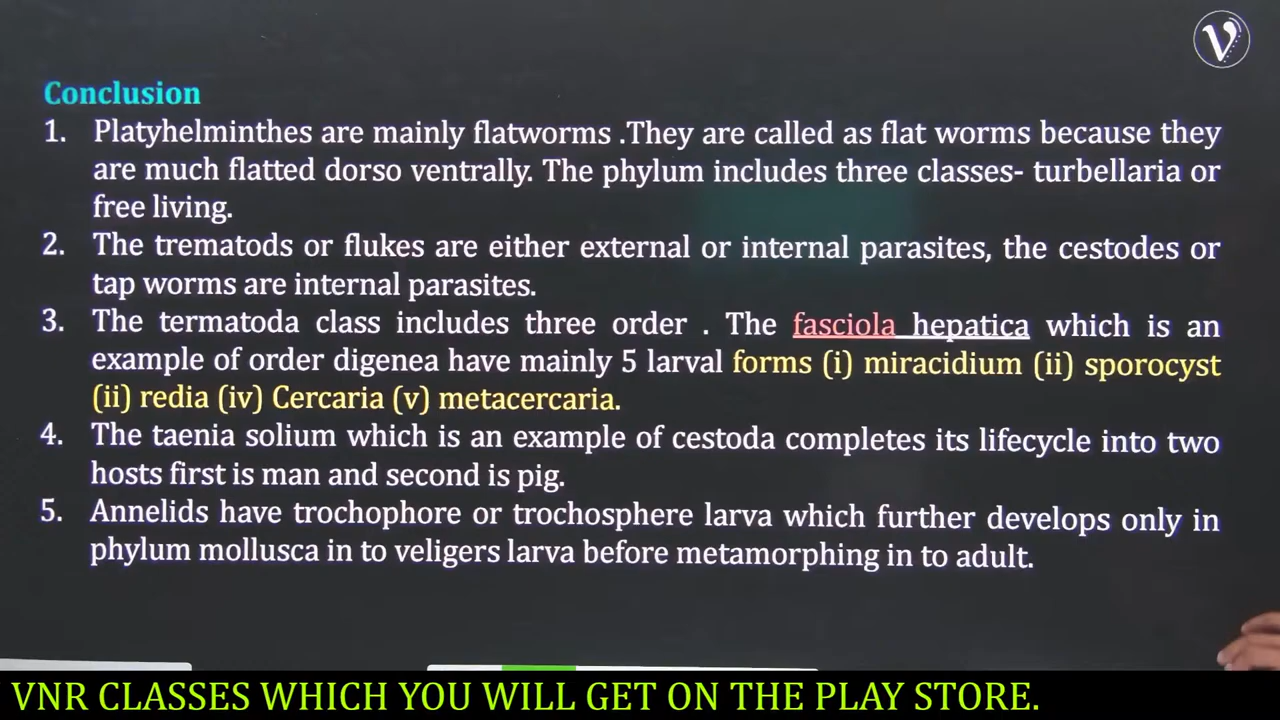 V
Conclusion
1. Platyhelminthes are mainly flatworms .They are called as flat worms because they
are much flatted dorso ventrally. The phylum includes three classes- turbellaria or
free living.
2. The trematods or flukes are either external or internal parasites, the cestodes or
tap worms are internal parasites.
3. The termatoda class includes three order . The fasciola hepatica which is an
example of order digenea have mainly 5 larval forms (i) miracidium (ii) sporocyst
(ii) redia (iv) Cercaria (v) metacercaria.
4. The taenia solium which is an example of cestoda completes its lifecycle into two
hosts first is man and second is pig.
5. Annelids have trochophore or trochosphere larva which further develops only in
phylum mollusca in to veligers larva before metamorphing in to adult.
VNR CLASSES WHICH YOU WILL GET ON THE PLAY STORE.